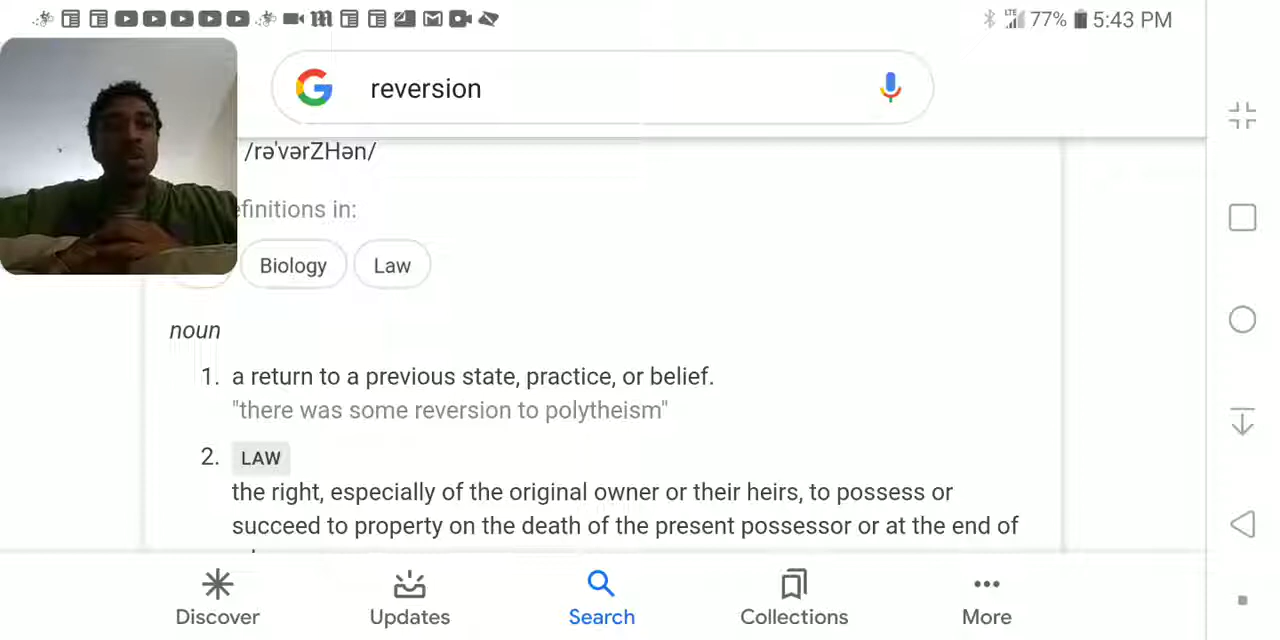 LTE 77% 5:43 PM
reversion
/rəˈvərZHən/
efinitions in:
Biology Law
noun
1. a return to a previous state, practice, or belief.
"there was some reversion to polytheism"
2. LAW
the right, especially of the original owner or their heirs, to possess or
succeed to property on the death of the present possessor or at the end of
Discover Updates Search Collections More